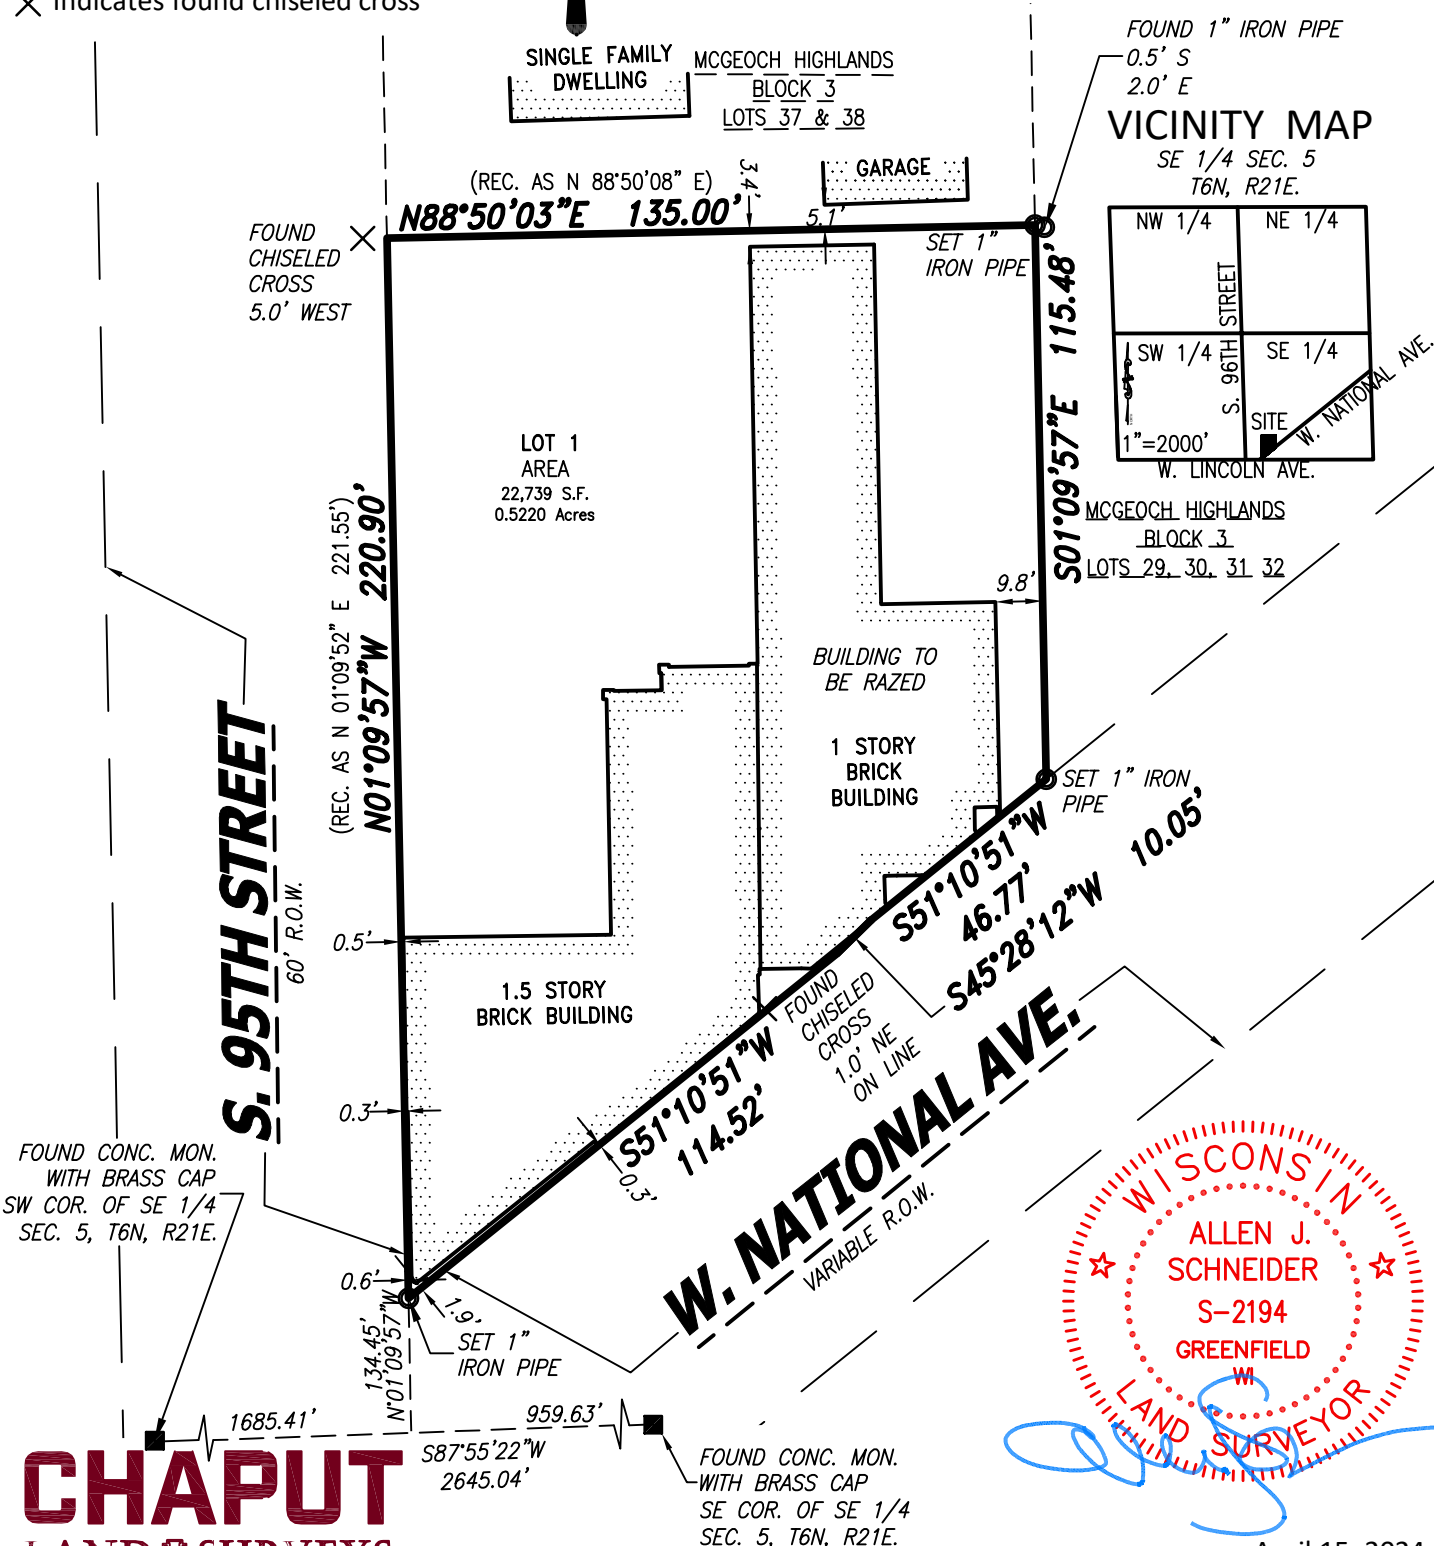 indicates found chiseled cross
SINGLE FAMILY
DWELLING
MCGEOCH HIGHLANDS
BLOCK 3
LOTS 37 & 38
FOUND 1" IRON PIPE
0.5' S
2.0' E
VICINITY MAP
SE 1/4 SEC. 5
T6N, R21E.
NW 1/4
NE 1/4
SW 1/4
SE 1/4
S. 96TH STREET
W. NATIONAL AVE.
SITE
1"=2000'
W. LINCOLN AVE.
GARAGE
(REC. AS N 88°50'08" E)
N88°50'03"E 135.00'
3.4'
5.1'
FOUND
CHISELED
CROSS
5.0' WEST
SET 1"
IRON PIPE
S01°09'57"E 115.48'
MCGEOCH HIGHLANDS
BLOCK 3
LOTS 29, 30, 31 32
LOT 1
AREA
22,739 S.F.
0.5220 Acres
(REC. AS N 01°09'52" E 221.55')
N01°09'57"W 220.90'
9.8'
BUILDING TO
BE RAZED
1 STORY
BRICK
BUILDING
SET 1" IRON
PIPE
S51°10'51"W
46.77'
S45°28'12"W 10.05'
S. 95TH STREET
60' R.O.W.
0.5'
1.5 STORY
BRICK BUILDING
FOUND
CHISELED
CROSS
1.0' NE
ON LINE
S51°10'51"W
114.52'
0.3'
0.3'
W. NATIONAL AVE.
VARIABLE R.O.W.
FOUND CONC. MON.
WITH BRASS CAP
SW COR. OF SE 1/4
SEC. 5, T6N, R21E.
0.6'
1.9'
SET 1"
IRON PIPE
134.45'
N°01°09'57"W
1685.41'
959.63'
S87°55'22"W
2645.04'
FOUND CONC. MON.
WITH BRASS CAP
SE COR. OF SE 1/4
SEC. 5, T6N, R21E.
WISCONSIN
ALLEN J.
SCHNEIDER
S-2194
GREENFIELD
WI
LAND SURVEYOR
CHAPUT
LAND SURVEYS
April 15, 2024